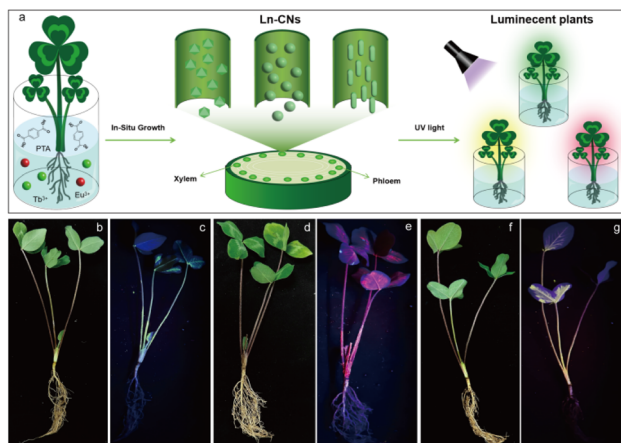 a
Ln-CNs
Luminecent plants
PTA
In-Situ Growth
UV light
Xylem
Phloem
Tb³⁺
Eu³⁺
b
c
d
e
f
g